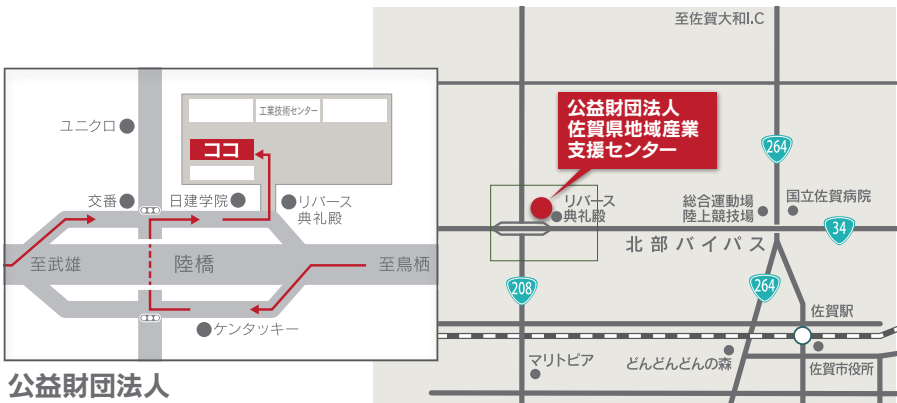 至佐賀大和I.C
工業技術センター
ココ
ユニクロ
交番
日建学院
リバース
典礼殿
至武雄
陸橋
至鳥栖
ケンタッキー
公益財団法人
公益財団法人
佐賀県地域産業
支援センター
264
リバース
典礼殿
総合運動場
陸上競技場
国立佐賀病院
34
北部バイパス
208
264
佐賀駅
マリトピア
どんどんどんの森
佐賀市役所